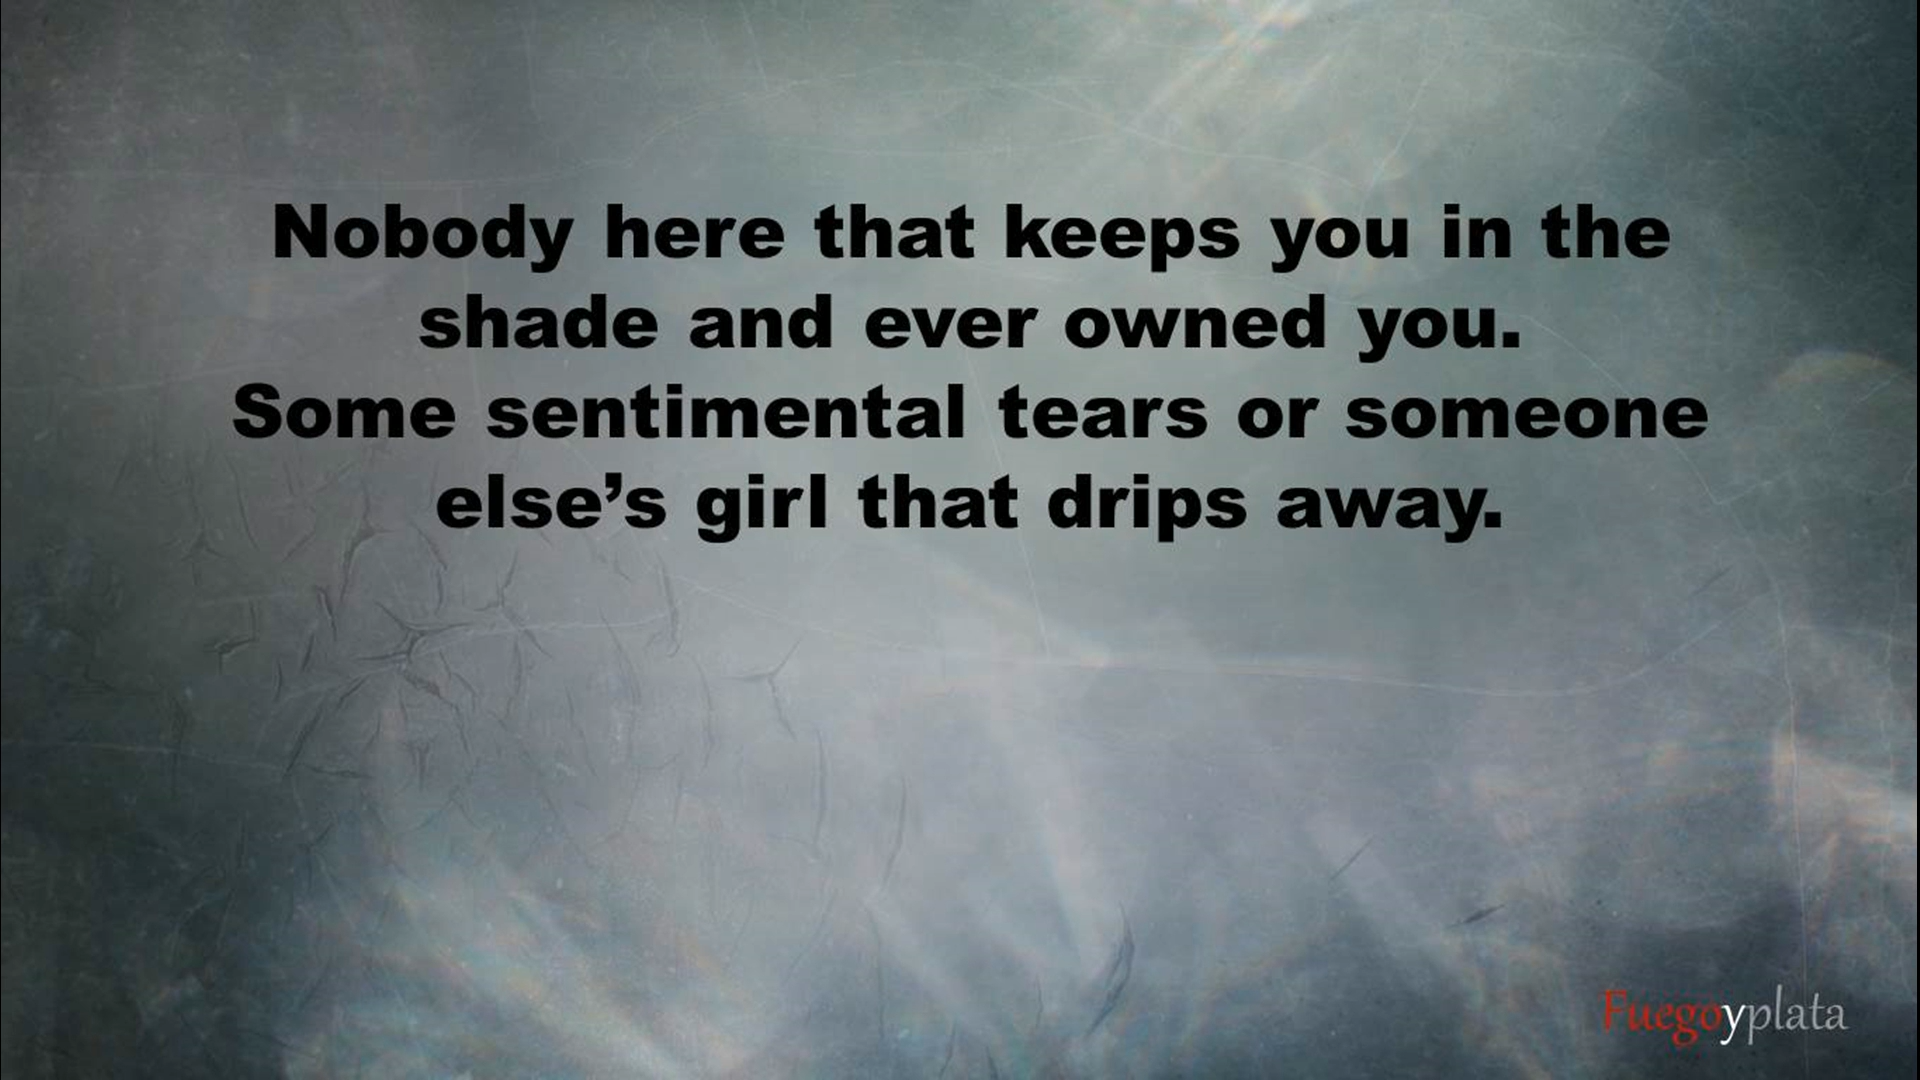 Nobody here that keeps you in the
shade and ever owned you.
Some sentimental tears or someone
else’s girl that drips away.
Fuegoyplata